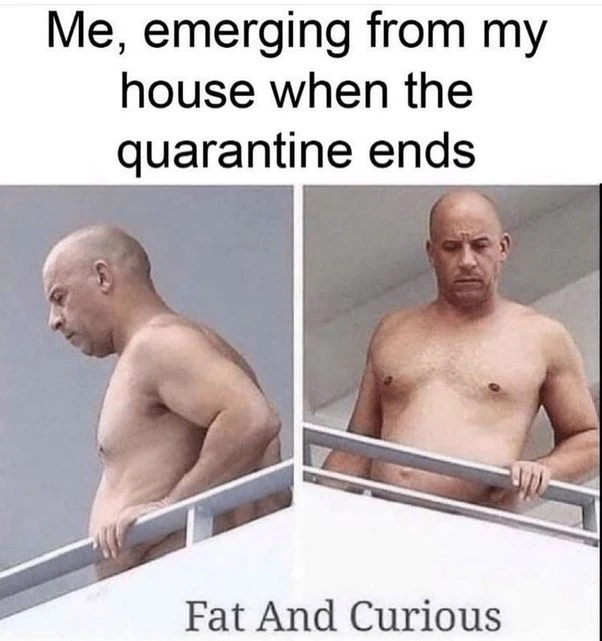 Me, emerging from my
house when the
quarantine ends
Fat And Curious